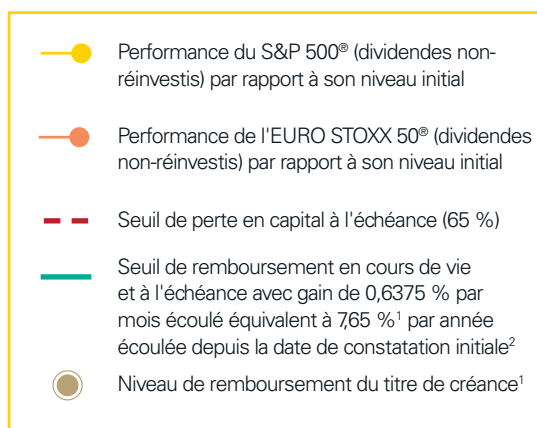 Performance du S&P 500® (dividendes non-
réinvestis) par rapport à son niveau initial
Performance de l'EURO STOXX 50® (dividendes
non-réinvestis) par rapport à son niveau initial
Seuil de perte en capital à l'échéance (65 %)
Seuil de remboursement en cours de vie
et à l'échéance avec gain de 0,6375 % par
mois écoulé équivalent à 7,65 %¹ par année
écoulée depuis la date de constatation initiale²
Niveau de remboursement du titre de créance¹